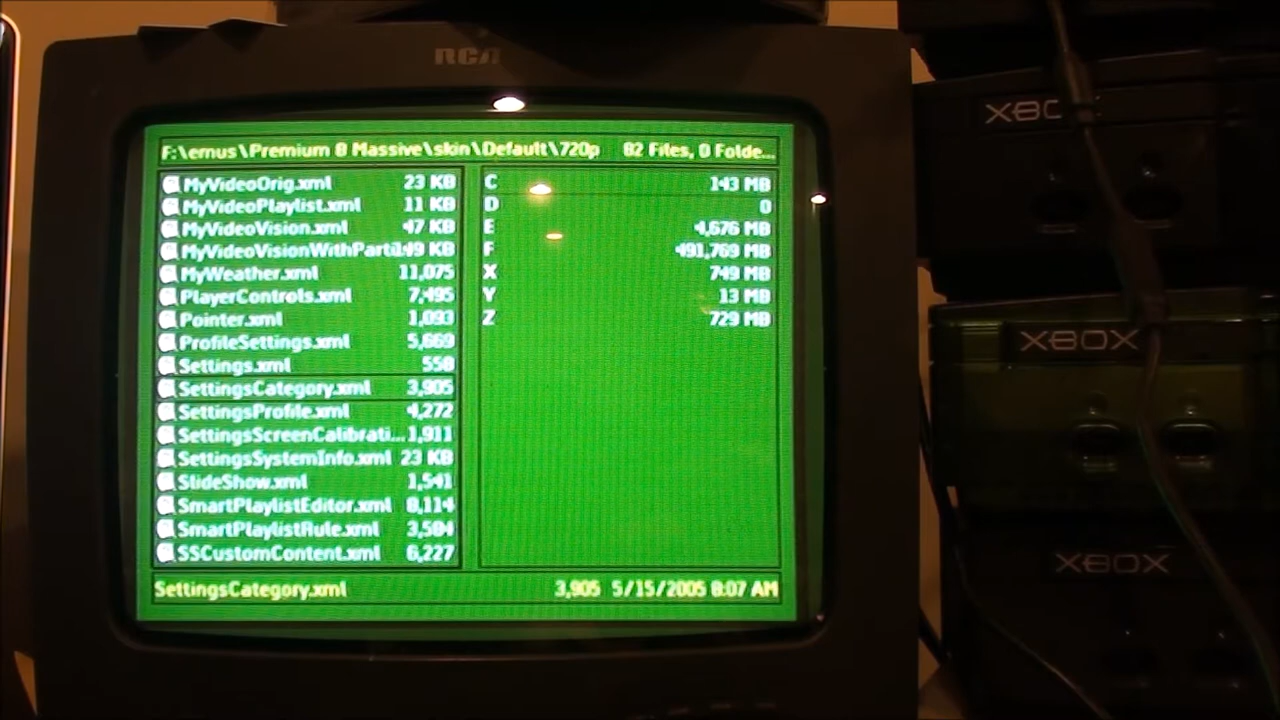 RCA
F:\emus\Premium 8 Massive\skin\Default\720p 82 Files, 0 Folde...
MyVideoOrig.xml 23 KB
MyVideoPlaylist.xml 11 KB
MyVideoVision.xml 47 KB
MyVideoVisionWithParti 149 KB
MyWeather.xml 11,075
PlayerControls.xml 7,495
Pointer.xml 1,093
ProfileSettings.xml 5,669
Settings.xml 558
SettingsCategory.xml 3,905
SettingsProfile.xml 4,272
SettingsScreenCalibrati... 1,911
SettingsSystemInfo.xml 23 KB
SlideShow.xml 1,541
SmartPlaylistEditor.xml 8,114
SmartPlaylistRule.xml 3,584
SSCustomContent.xml 6,227
C 143 MB
D 0
E 4,676 MB
F 491,769 MB
X 749 MB
Y 13 MB
Z 729 MB
SettingsCategory.xml 3,905 5/15/2005 8:07 AM
XBOX
XBOX
XBOX